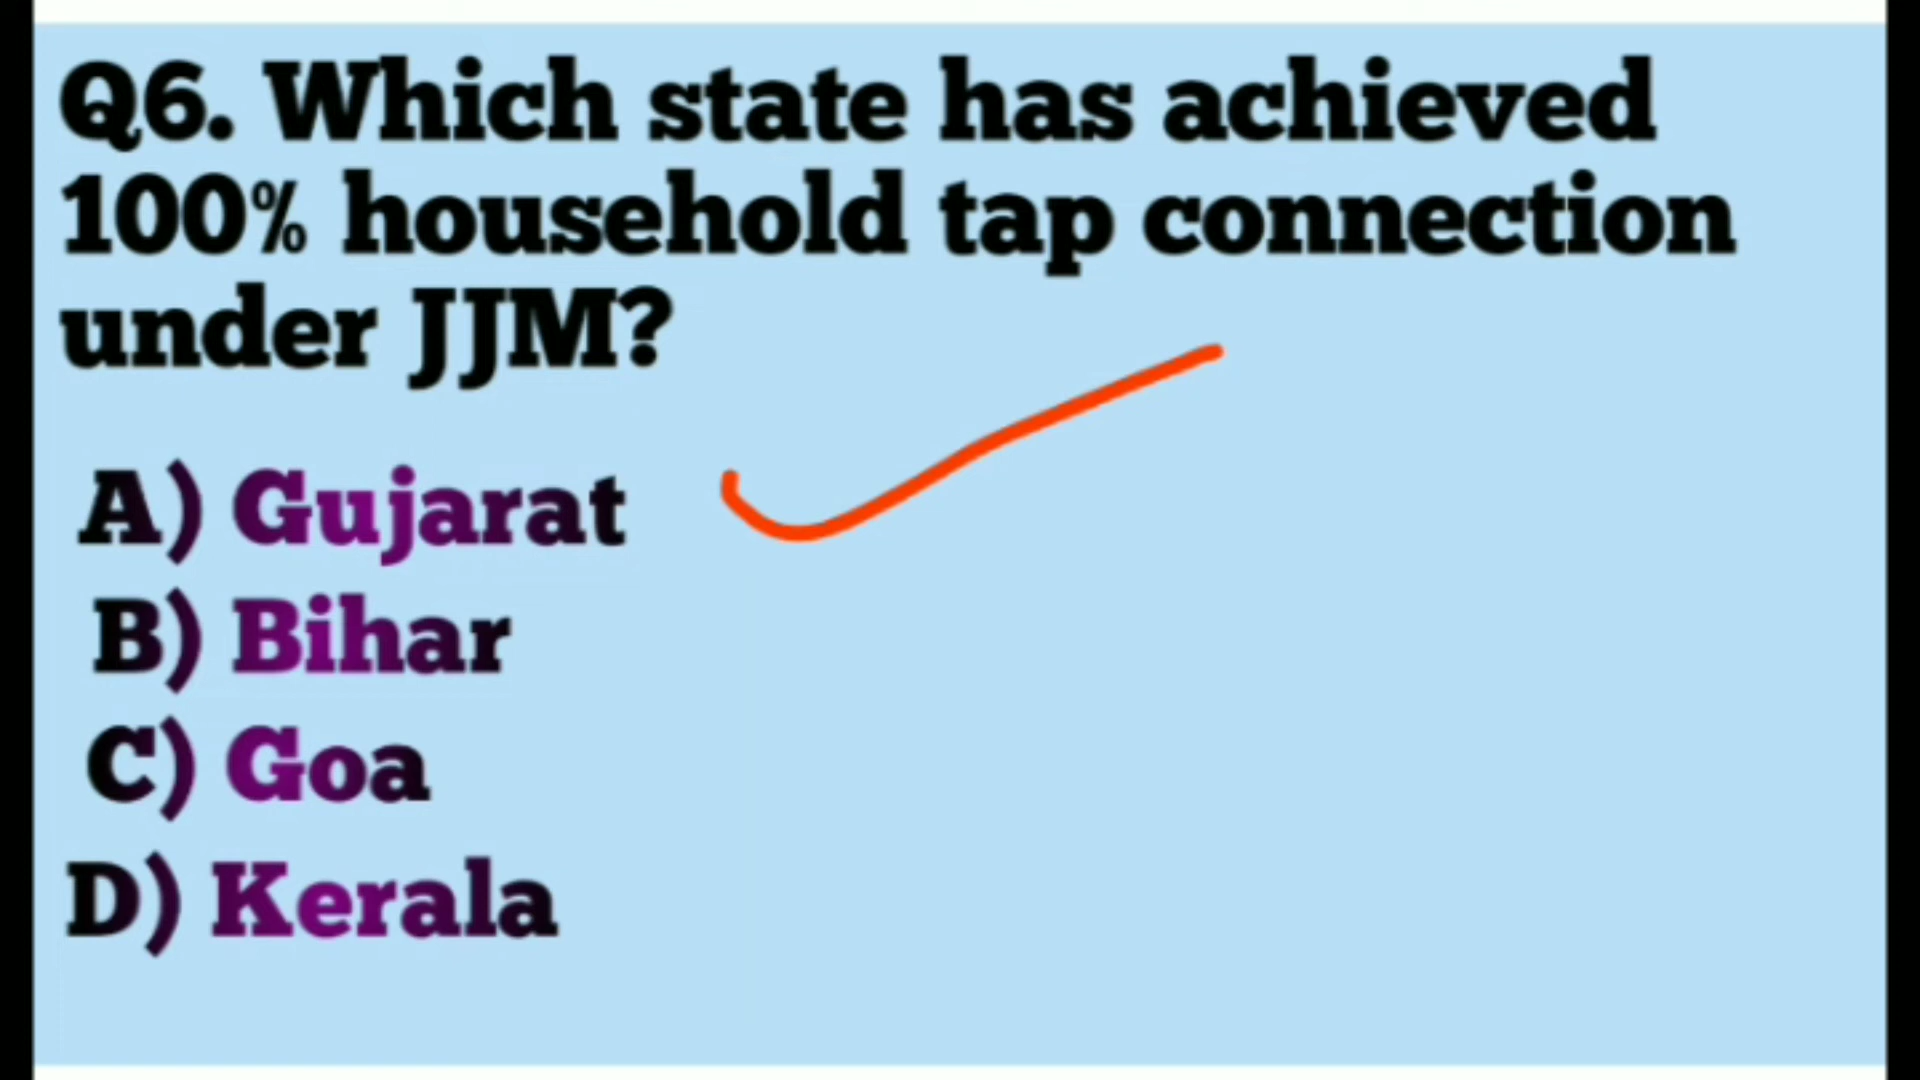 Q6. Which state has achieved
100% household tap connection
under JJM?
A) Gujarat
B) Bihar
C) Goa
D) Kerala